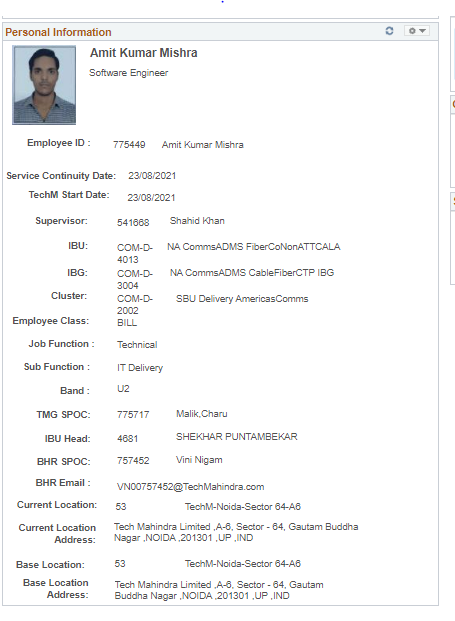 Personal Information
Amit Kumar Mishra
Software Engineer
Employee ID : 775449 Amit Kumar Mishra
Service Continuity Date: 23/08/2021
TechM Start Date: 23/08/2021
Supervisor: 541668 Shahid Khan
IBU: COM-D- NA CommsADMS FiberCoNonATTCALA
4013
IBG: COM-D- NA CommsADMS CableFiberCTP IBG
3004
Cluster: COM-D- SBU Delivery AmericasComms
2002
Employee Class: BILL
Job Function : Technical
Sub Function : IT Delivery
Band : U2
TMG SPOC: 775717 Malik,Charu
IBU Head: 4681 SHEKHAR PUNTAMBEKAR
BHR SPOC: 757452 Vini Nigam
BHR Email : VN00757452@TechMahindra.com
Current Location: 53 TechM-Noida-Sector 64-A6
Current Location Tech Mahindra Limited ,A-6, Sector - 64, Gautam Buddha
Address: Nagar ,NOIDA ,201301 ,UP ,IND
Base Location: 53 TechM-Noida-Sector 64-A6
Base Location Tech Mahindra Limited ,A-6, Sector - 64, Gautam
Address: Buddha Nagar ,NOIDA ,201301 ,UP ,IND